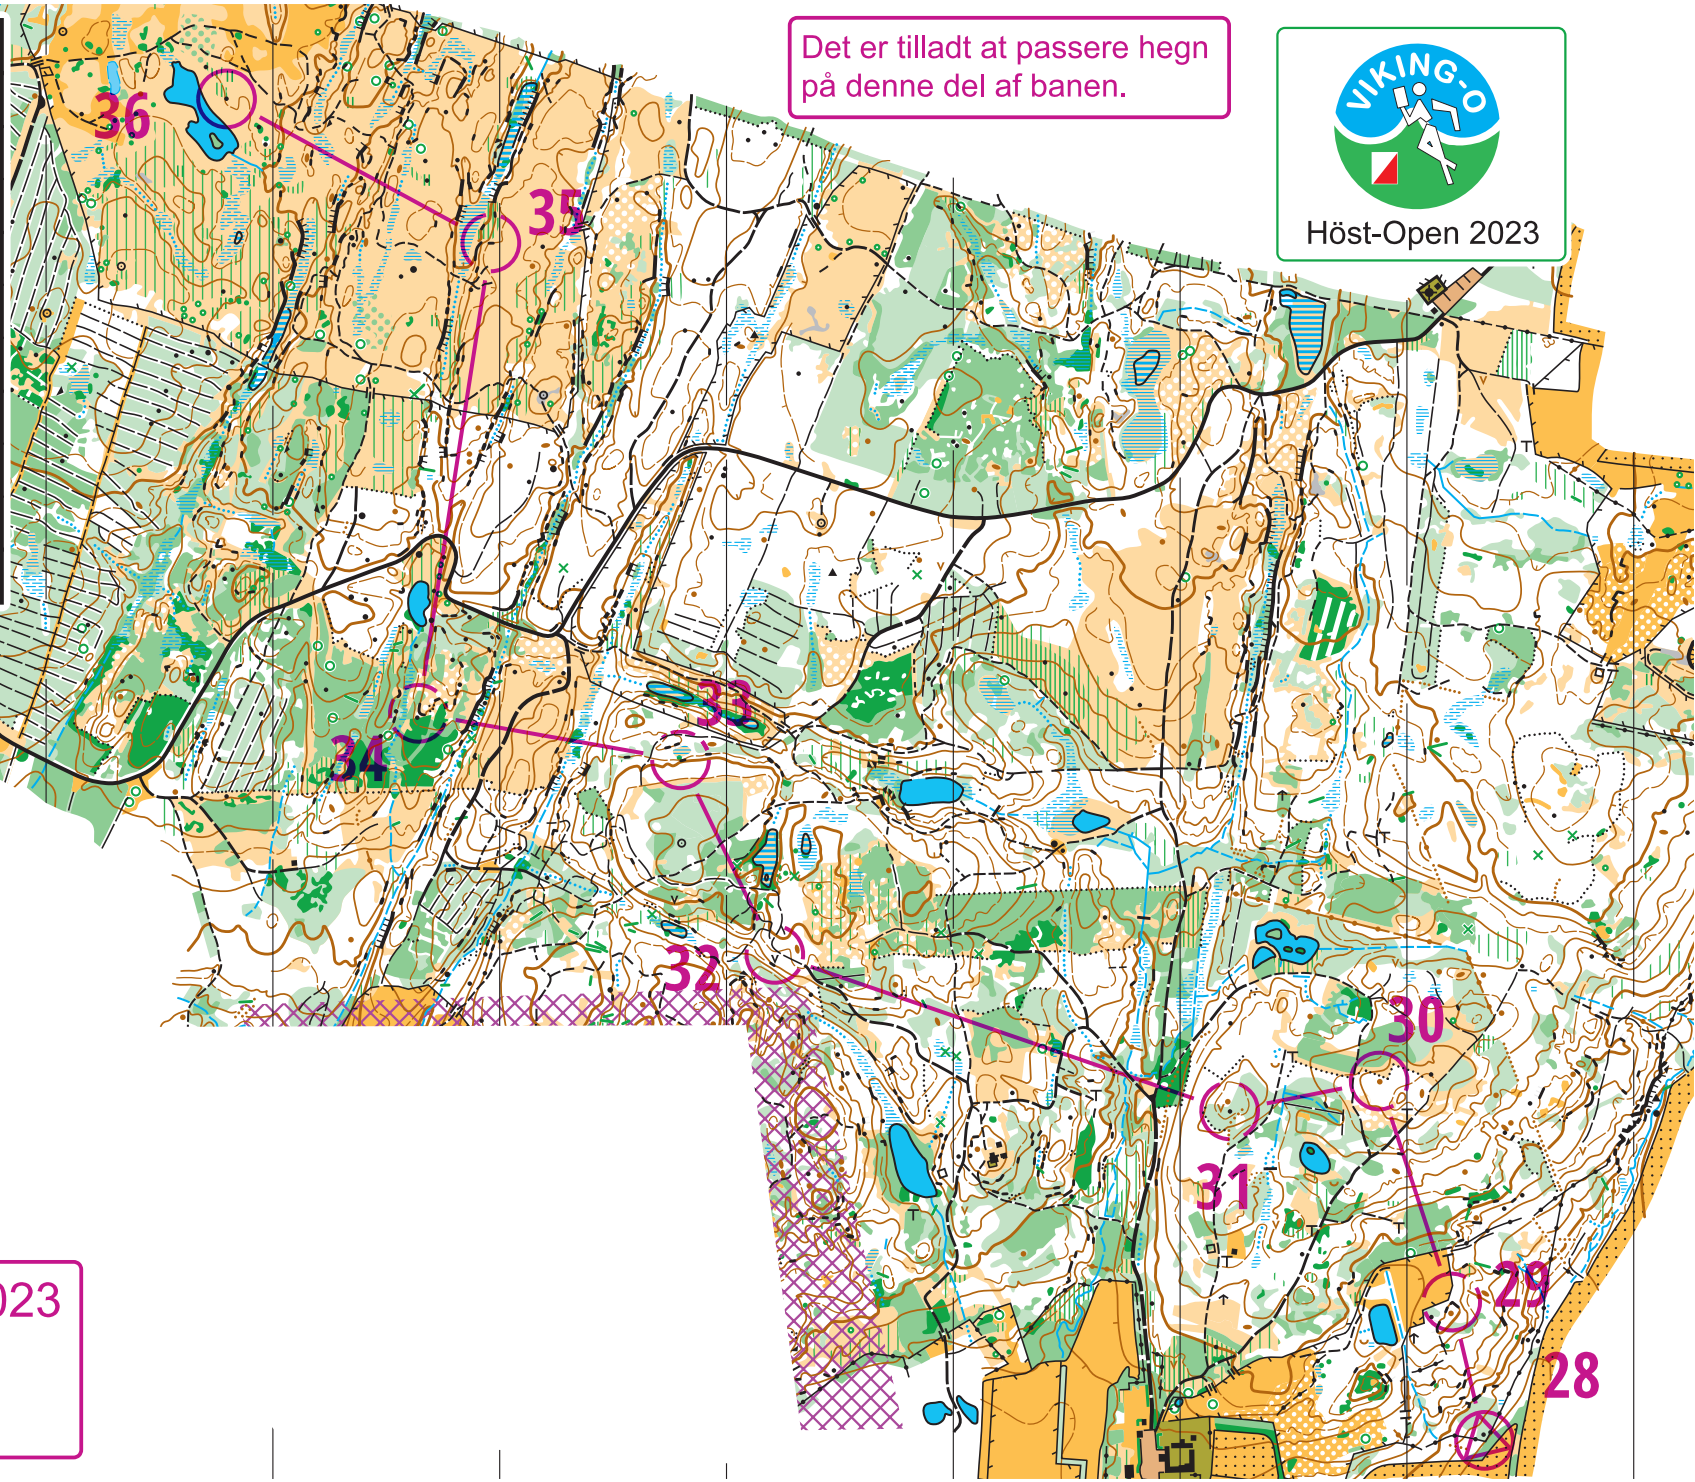 Det er tilladt at passere hegn
på denne del af banen.
VIKING-O
Höst-Open 2023
36
35
33
34
32
30
31
29
28
023